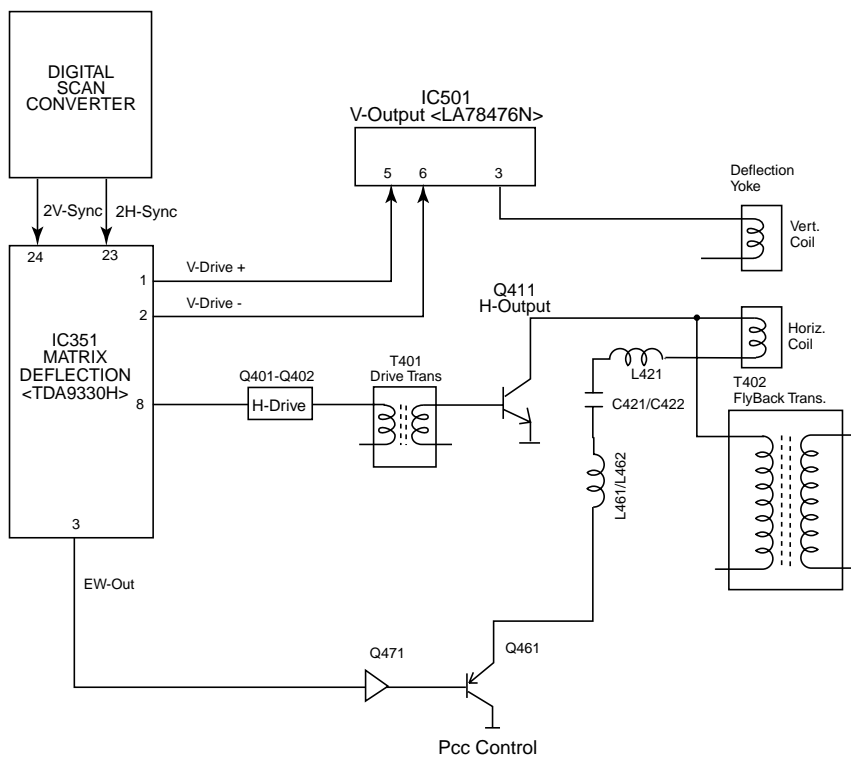 DIGITAL
SCAN
CONVERTER
IC501
V-Output <LA78476N>
5
6
3
Deflection
Yoke
Vert.
Coil
2V-Sync
2H-Sync
24
23
1
V-Drive +
2
V-Drive -
IC351
MATRIX
DEFLECTION
<TDA9330H>
8
3
Q401-Q402
H-Drive
T401
Drive Trans
Q411
H-Output
Horiz.
Coil
L421
C421/C422
T402
FlyBack Trans.
L461/L462
EW-Out
Q471
Q461
Pcc Control